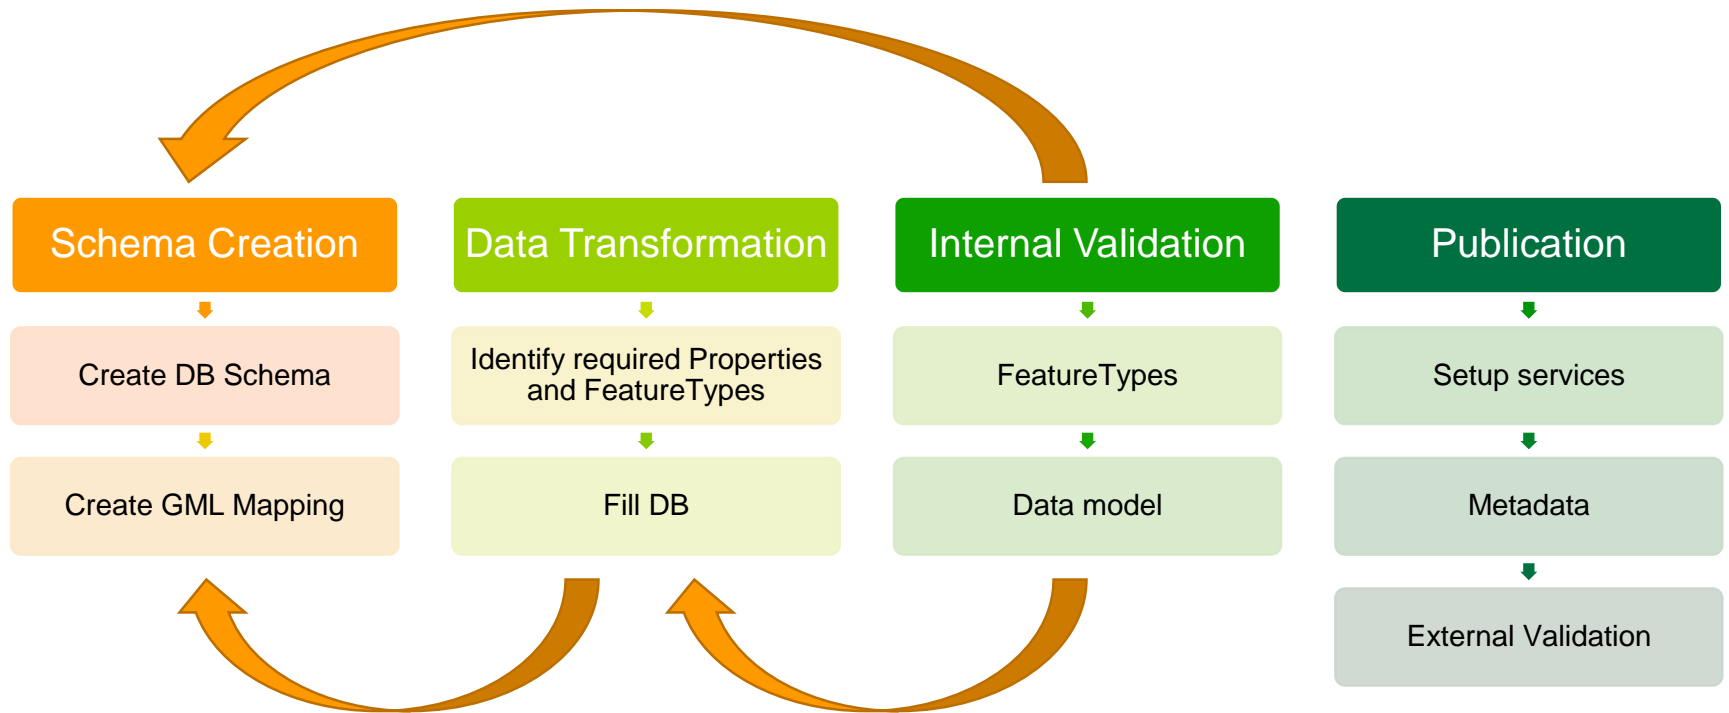 Schema Creation
Create DB Schema
Create GML Mapping
Data Transformation
Identify required Properties
and FeatureTypes
Fill DB
Internal Validation
FeatureTypes
Data model
Publication
Setup services
Metadata
External Validation